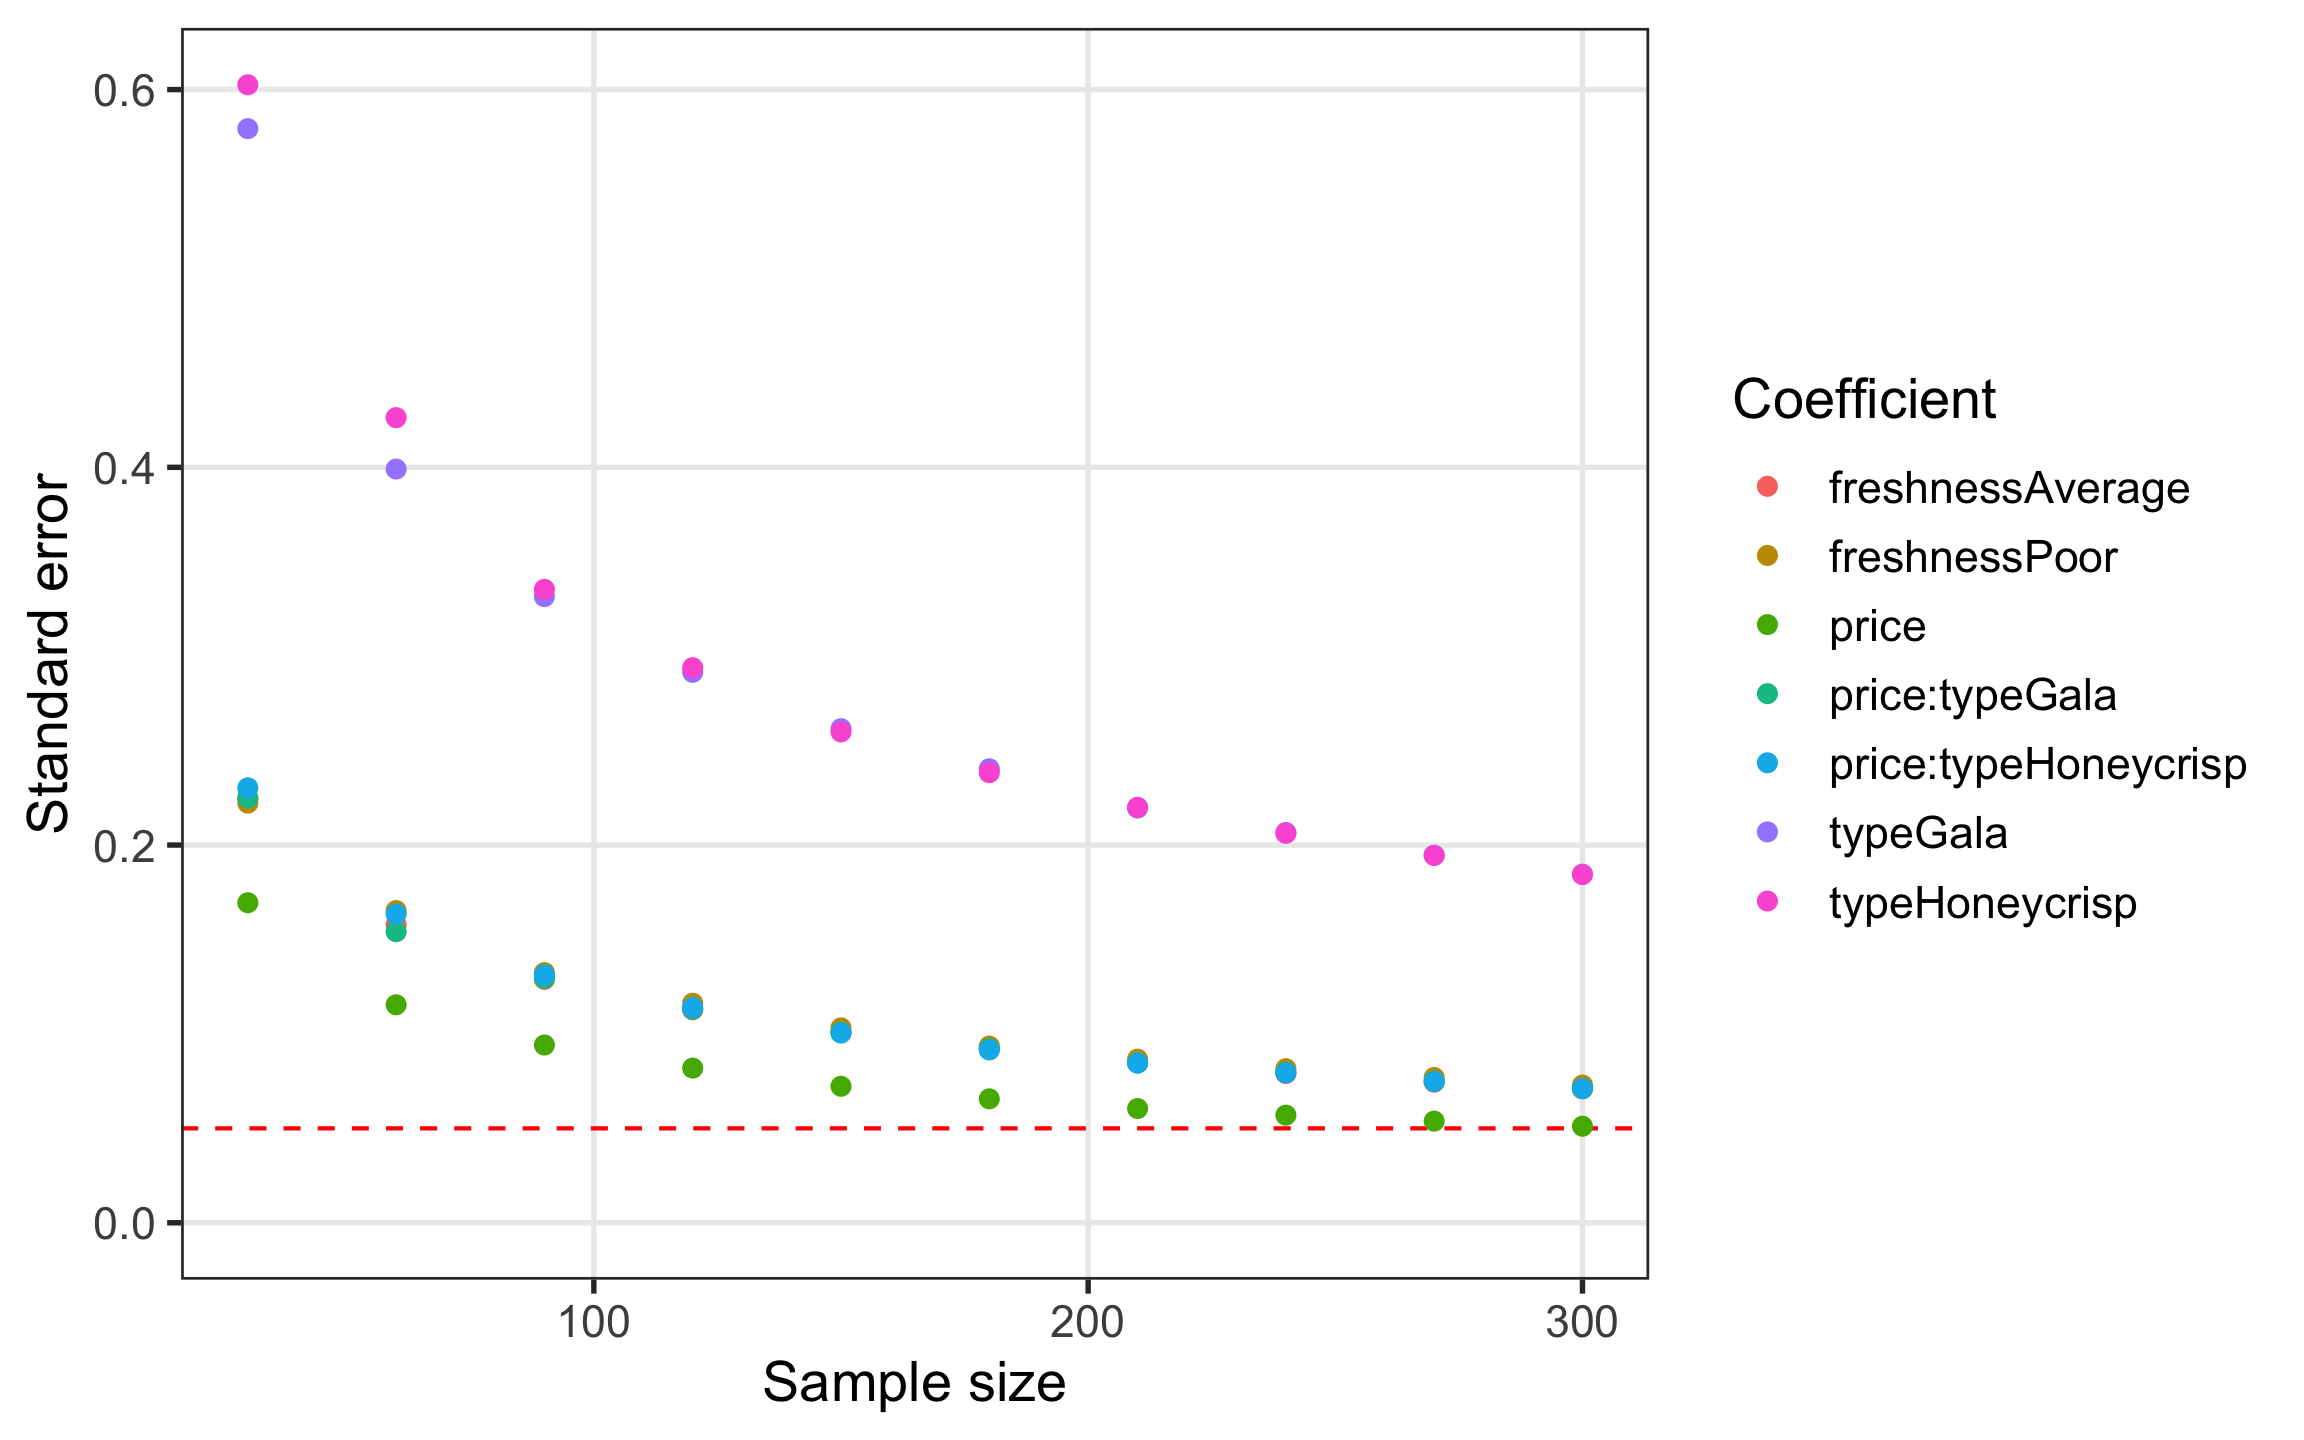 0.6
0.4
0.2
0.0
Standard error
100
200
300
Sample size
Coefficient
freshnessAverage
freshnessPoor
price
price:typeGala
price:typeHoneycrisp
typeGala
typeHoneycrisp